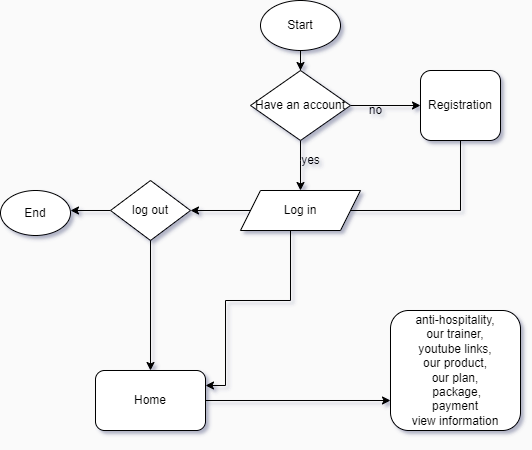 Start
Have an account
no
Registration
yes
End
log out
Log in
anti-hospitality,
our trainer,
youtube links,
our product,
our plan,
package,
payment
view information
Home